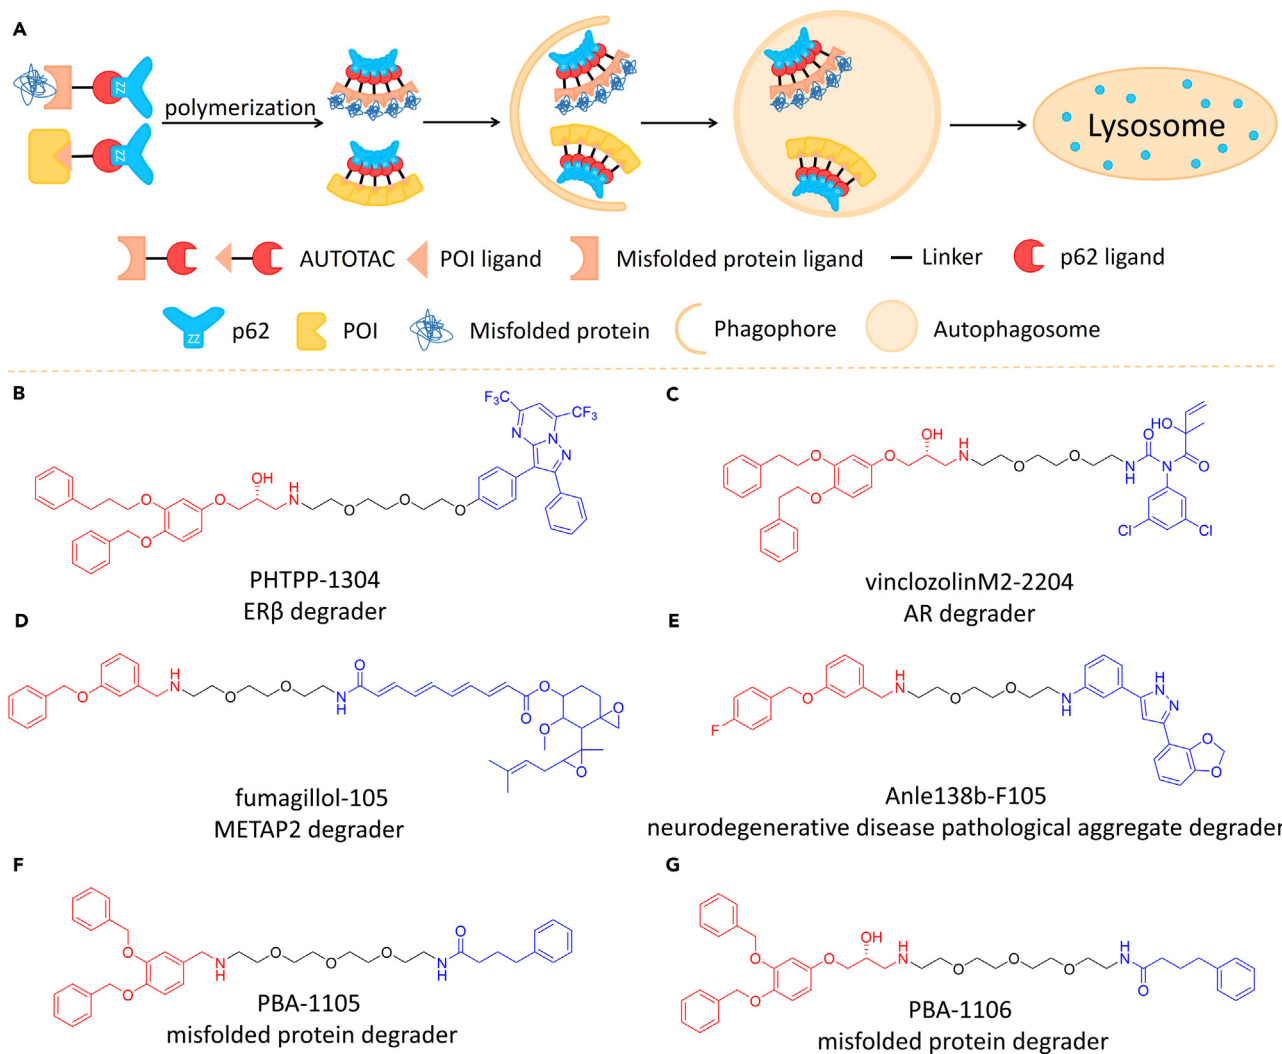 A
polymerization
ZZ
ZZ
Lysosome
AUTOTAC
POI ligand
Misfolded protein ligand
Linker
p62 ligand
ZZ
p62
POI
Misfolded protein
Phagophore
Autophagosome
B
F3C
CF3
N
N
N
OH
H
N
O
O
O
O
O
O
PHTPP-1304
ERβ degrader
C
OH
H
N
O
O
O
O
O
N
H
O
N
HO
O
Cl
Cl
vinclozolinM2-2204
AR degrader
D
O
H
N
O
O
N
H
O
O
O
O
O
O
fumagillol-105
METAP2 degrader
E
F
O
H
N
O
O
N
H
H
N
N
O
O
Anle138b-F105
neurodegenerative disease pathological aggregate degrader
F
O
O
N
H
O
O
O
N
H
O
PBA-1105
misfolded protein degrader
G
O
O
O
OH
H
N
O
O
O
H
N
O
PBA-1106
misfolded protein degrader